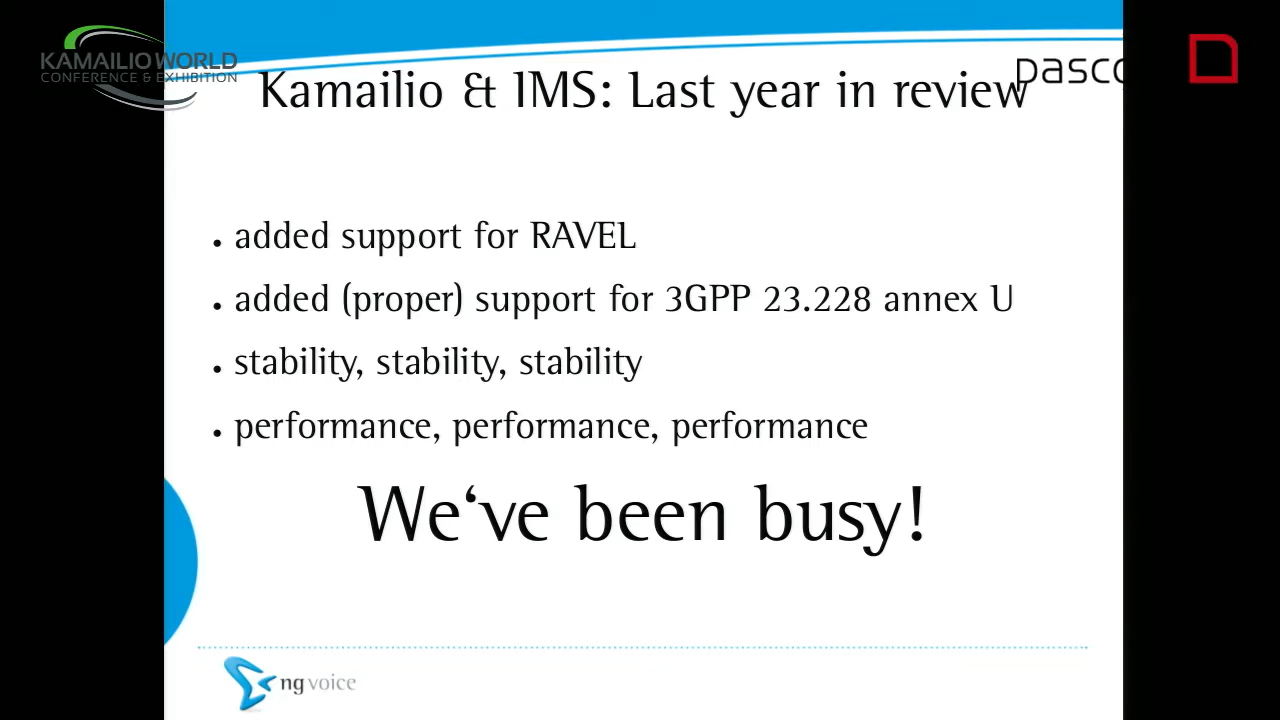 KAMAILIO WORLD
CONFERENCE & EXHIBITION
pasco
Kamailio & IMS: Last year in review
• added support for RAVEL
• added (proper) support for 3GPP 23.228 annex U
• stability, stability, stability
• performance, performance, performance
We‘ve been busy!
ng voice